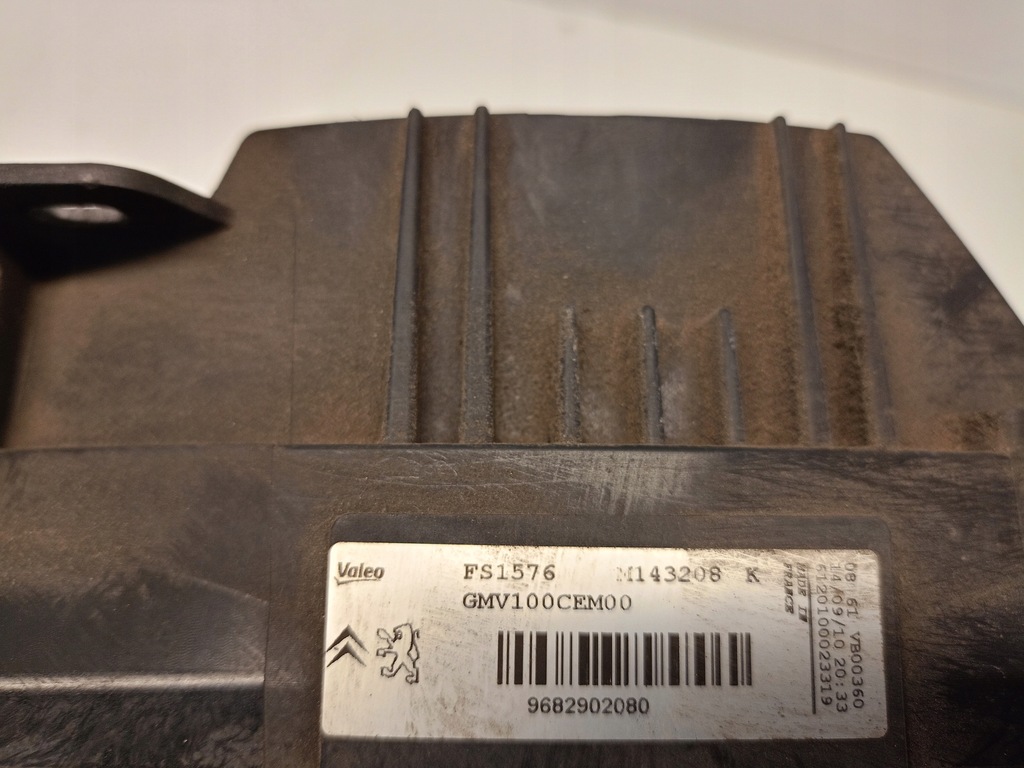 Valeo
FS1576 M143208 K
GMV100CEM00
9682902080
MADE IN
FRANCE
08 6T VB00360
14/09/10 20:33
6120100023319